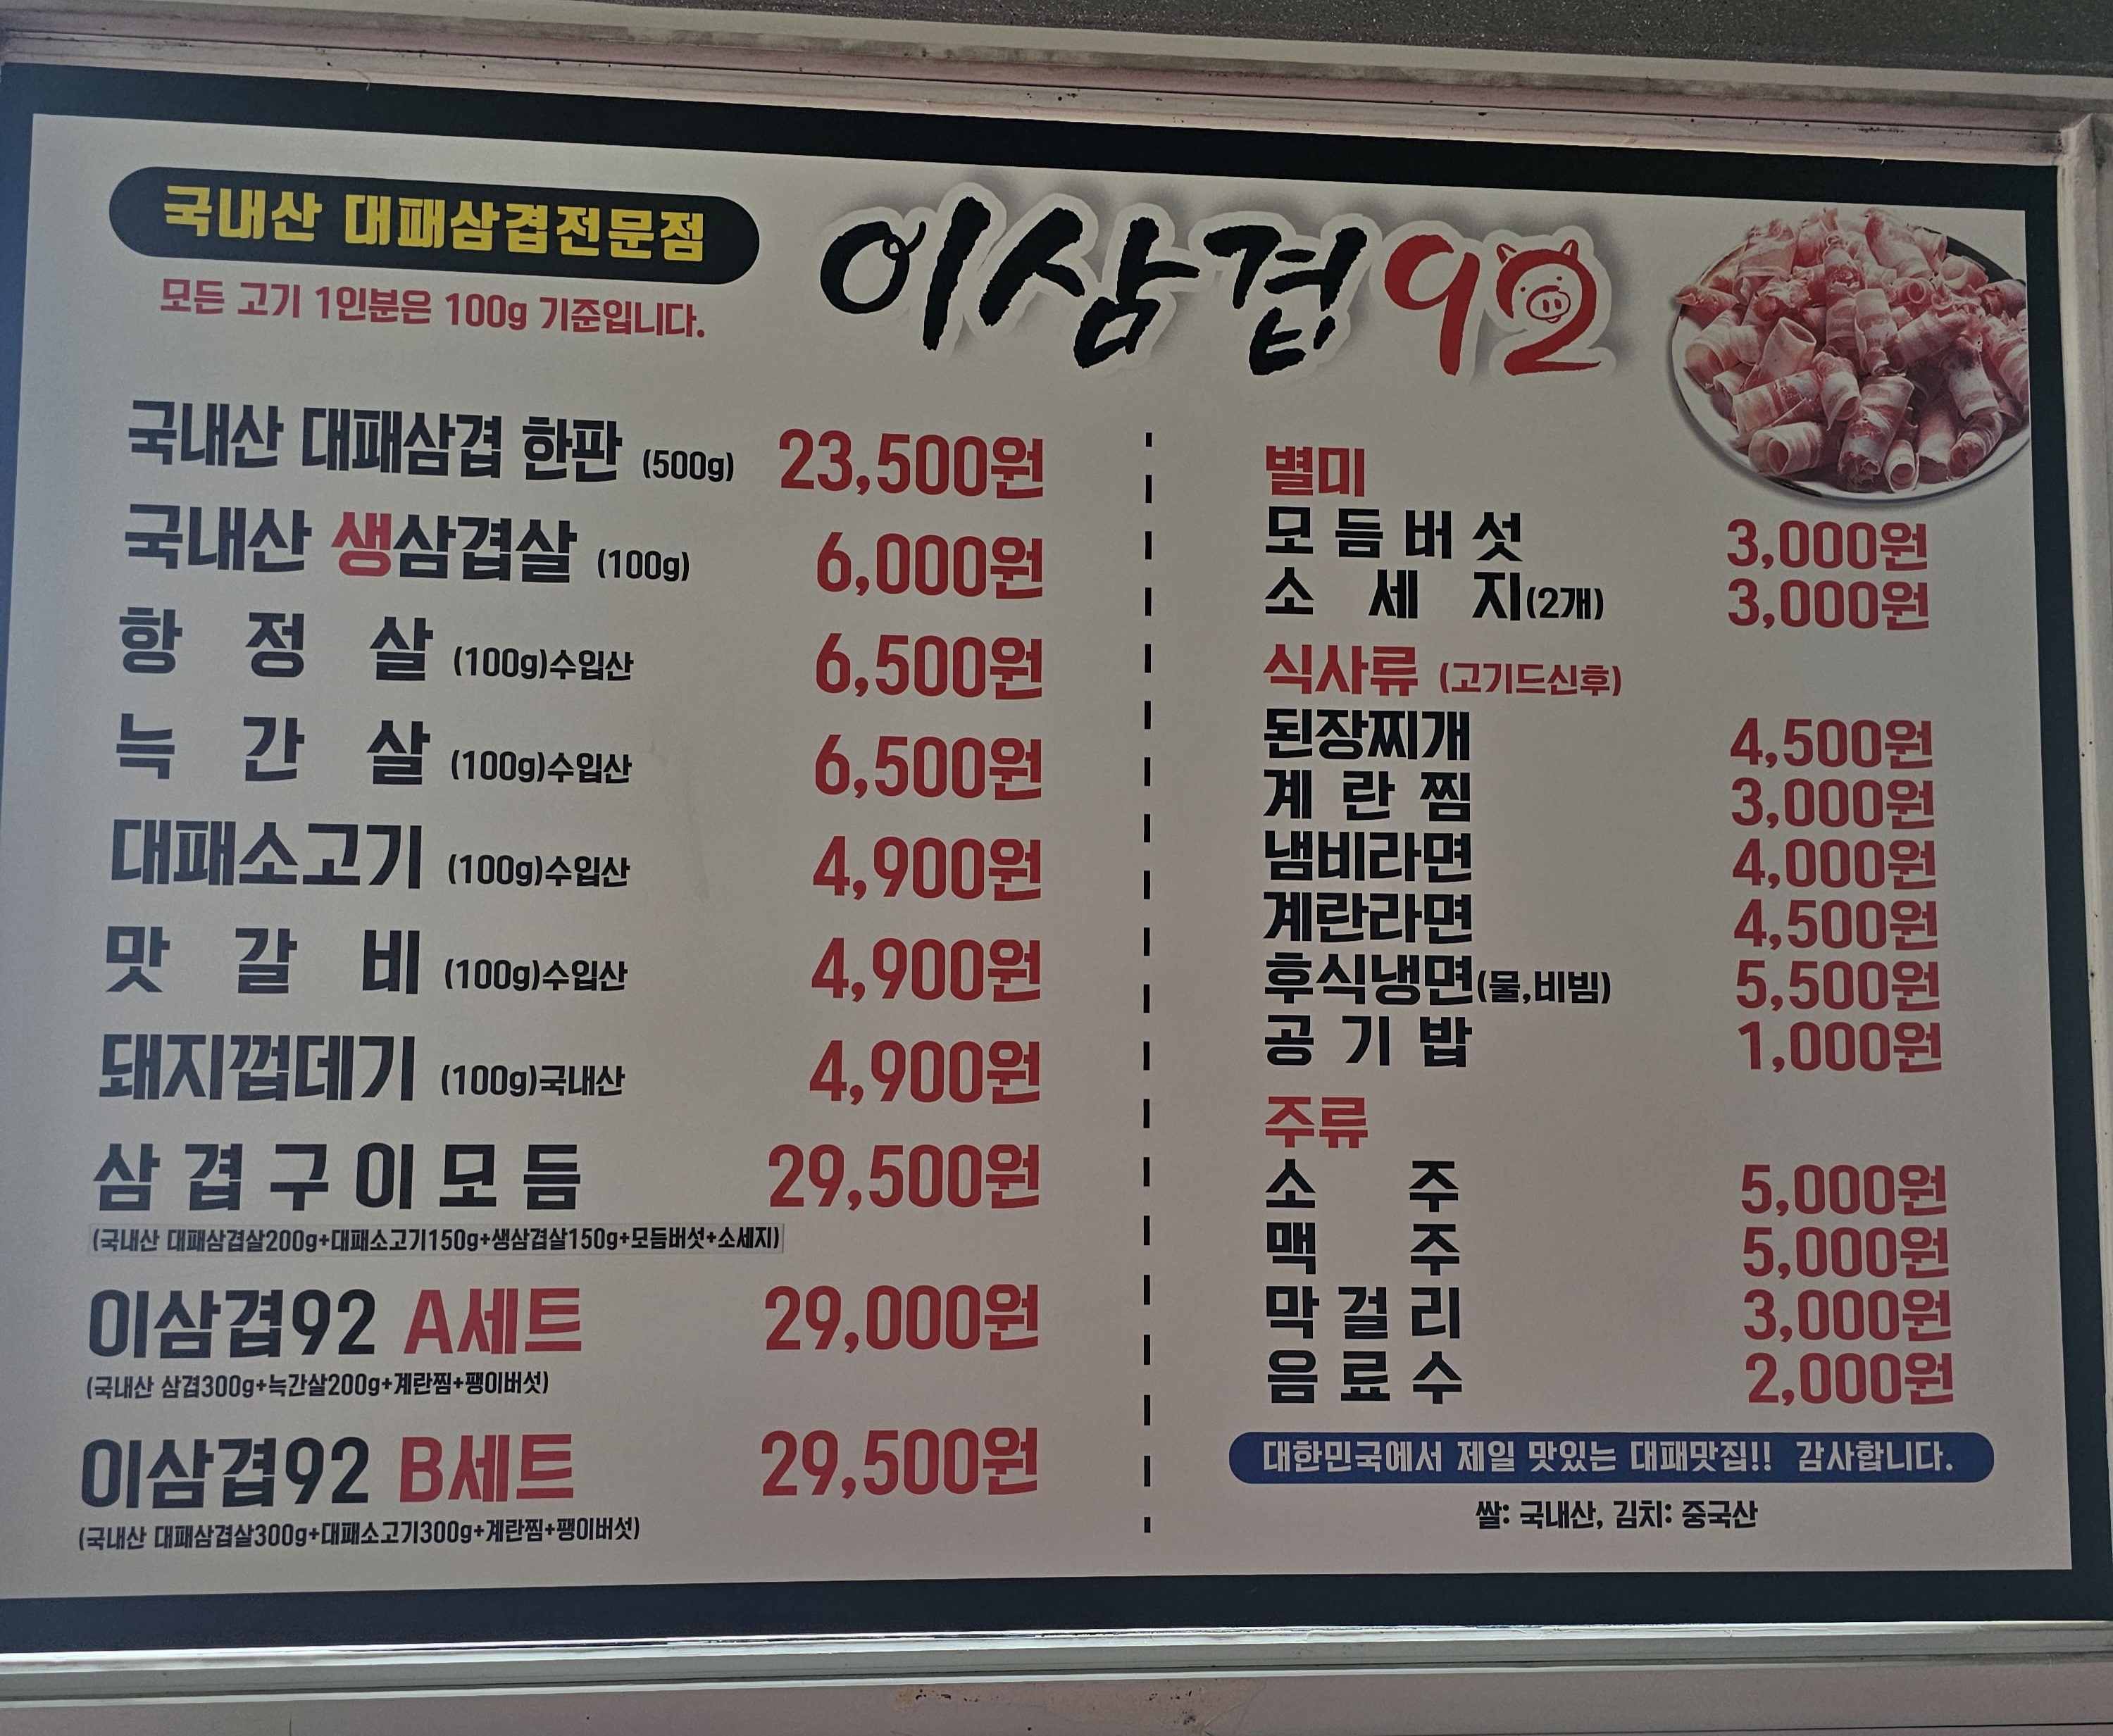 국내산 대패삼겹전문점
모든 고기 1인분은 100g 기준입니다.
이삼겹92
국내산 대패삼겹 한판 (500g) 23,500원
국내산 생삼겹살 (100g) 6,000원
항 정 살 (100g)수입산 6,500원
늑 간 살 (100g)수입산 6,500원
대패소고기 (100g)수입산 4,900원
맛 갈 비 (100g)수입산 4,900원
돼지껍데기 (100g)국내산 4,900원
삼 겹 구 이 모 듬 29,500원
(국내산 대패삼겹살200g+대패소고기150g+생삼겹살150g+모듬버섯+소세지)
이삼겹92 A세트 29,000원
(국내산 삼겹300g+늑간살200g+계란찜+팽이버섯)
이삼겹92 B세트 29,500원
(국내산 대패삼겹살300g+대패소고기300g+계란찜+팽이버섯)
별미
모 듬 버 섯 3,000원
소 세 지(2개) 3,000원
식사류 (고기드신후)
된장찌개 4,500원
계 란 찜 3,000원
냄비라면 4,000원
계란라면 4,500원
후식냉면(물,비빔) 5,500원
공 기 밥 1,000원
주류
소 주 5,000원
맥 주 5,000원
막 걸 리 3,000원
음 료 수 2,000원
대한민국에서 제일 맛있는 대패맛집!! 감사합니다.
쌀: 국내산, 김치: 중국산